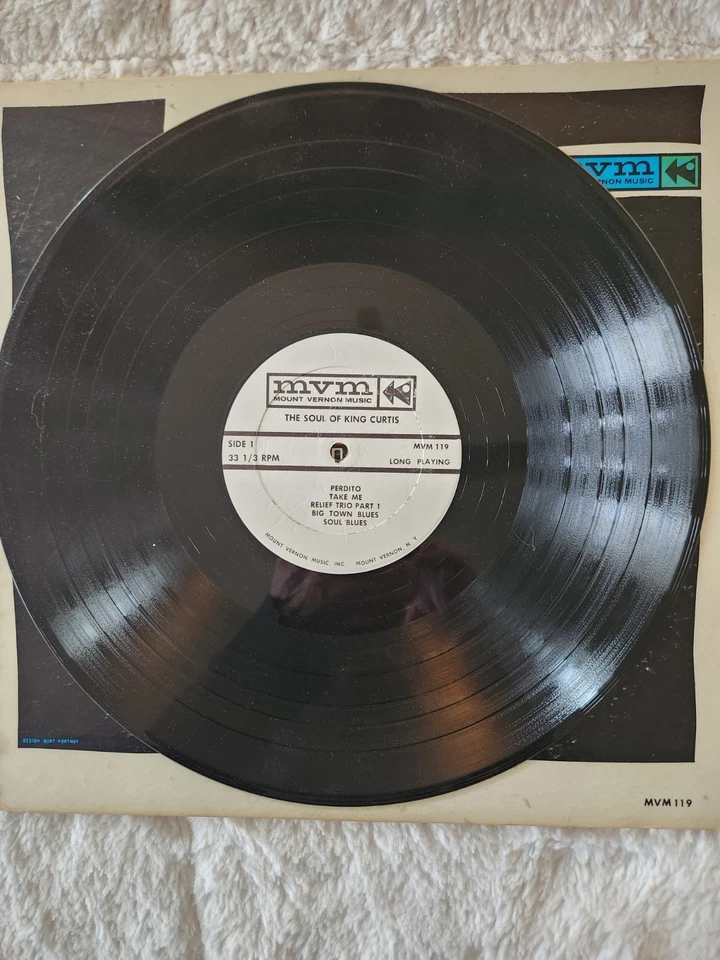 mvm
VERNON MUSIC
mvm
MOUNT VERNON MUSIC
THE SOUL OF KING CURTIS
SIDE 1
MVM 119
33 1/3 RPM
LONG PLAYING
PERDITO
TAKE ME
RELIEF TRIO PART 1
BIG TOWN BLUES
SOUL BLUES
MOUNT VERNON MUSIC, INC. MOUNT VERNON, N.Y.
DESIGN
MVM 119